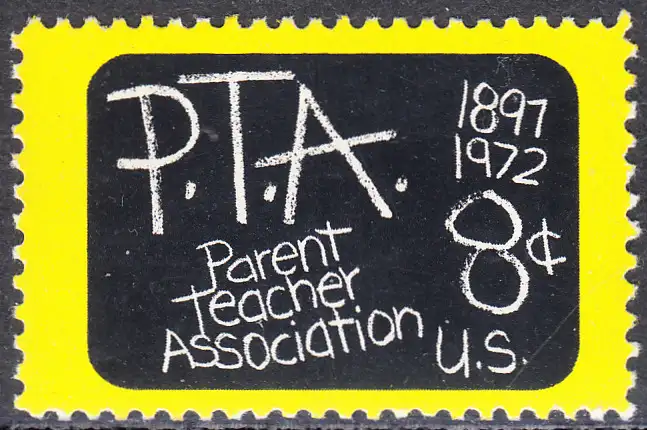 P.T.A.
1897
1972
8¢
Parent
Teacher
Association
U.S.